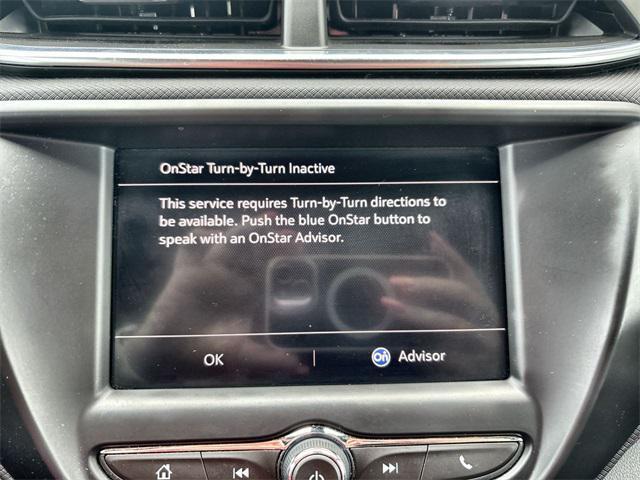 OnStar Turn-by-Turn Inactive
This service requires Turn-by-Turn directions to
be available. Push the blue OnStar button to
speak with an OnStar Advisor.
OK | On Advisor